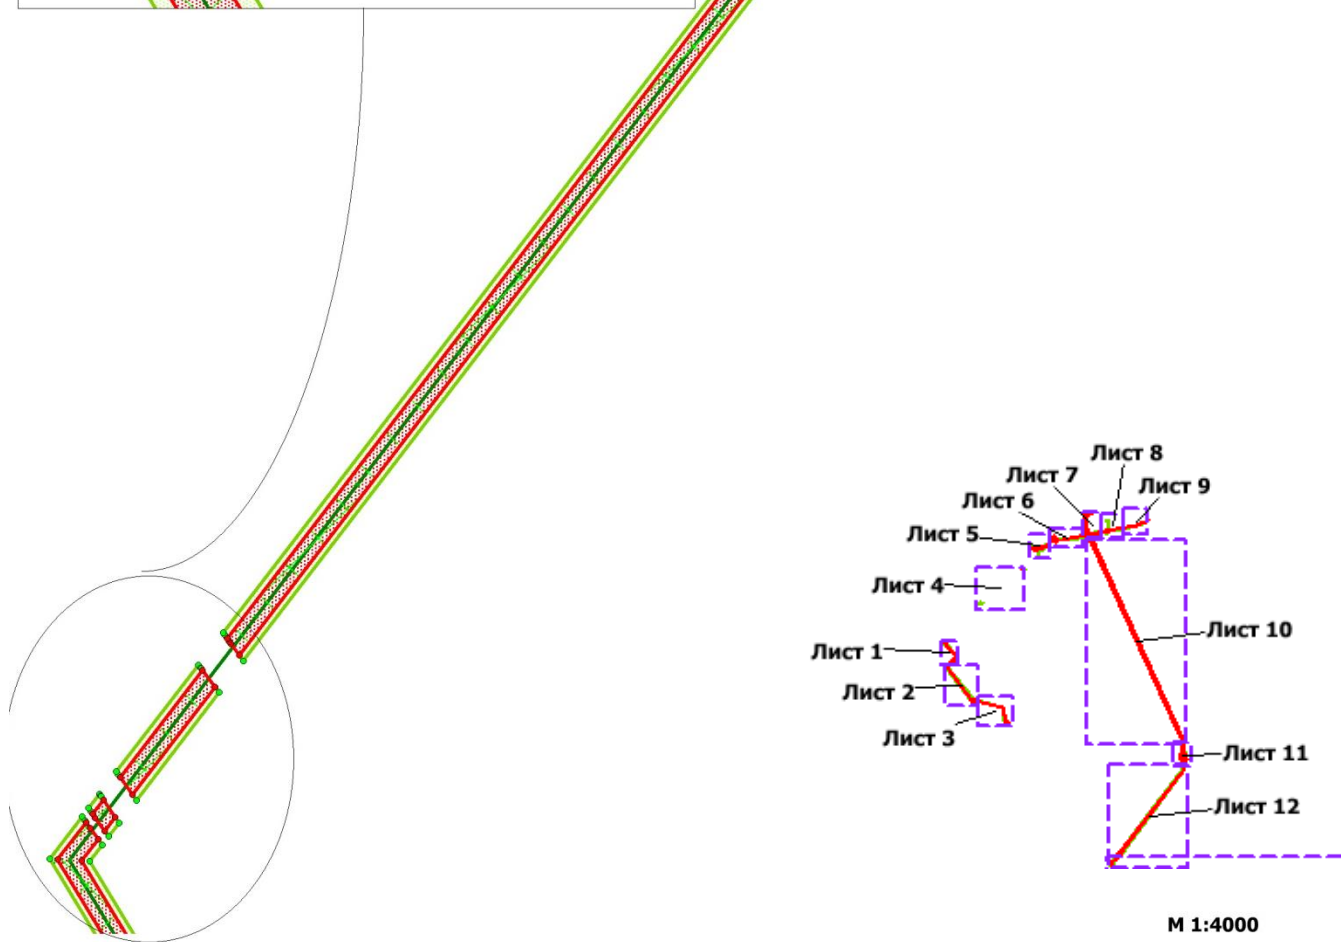 Лист 8
Лист 7
Лист 9
Лист 6
Лист 5
Лист 4
Лист 10
Лист 1
Лист 2
Лист 3
Лист 11
Лист 12
М 1:4000